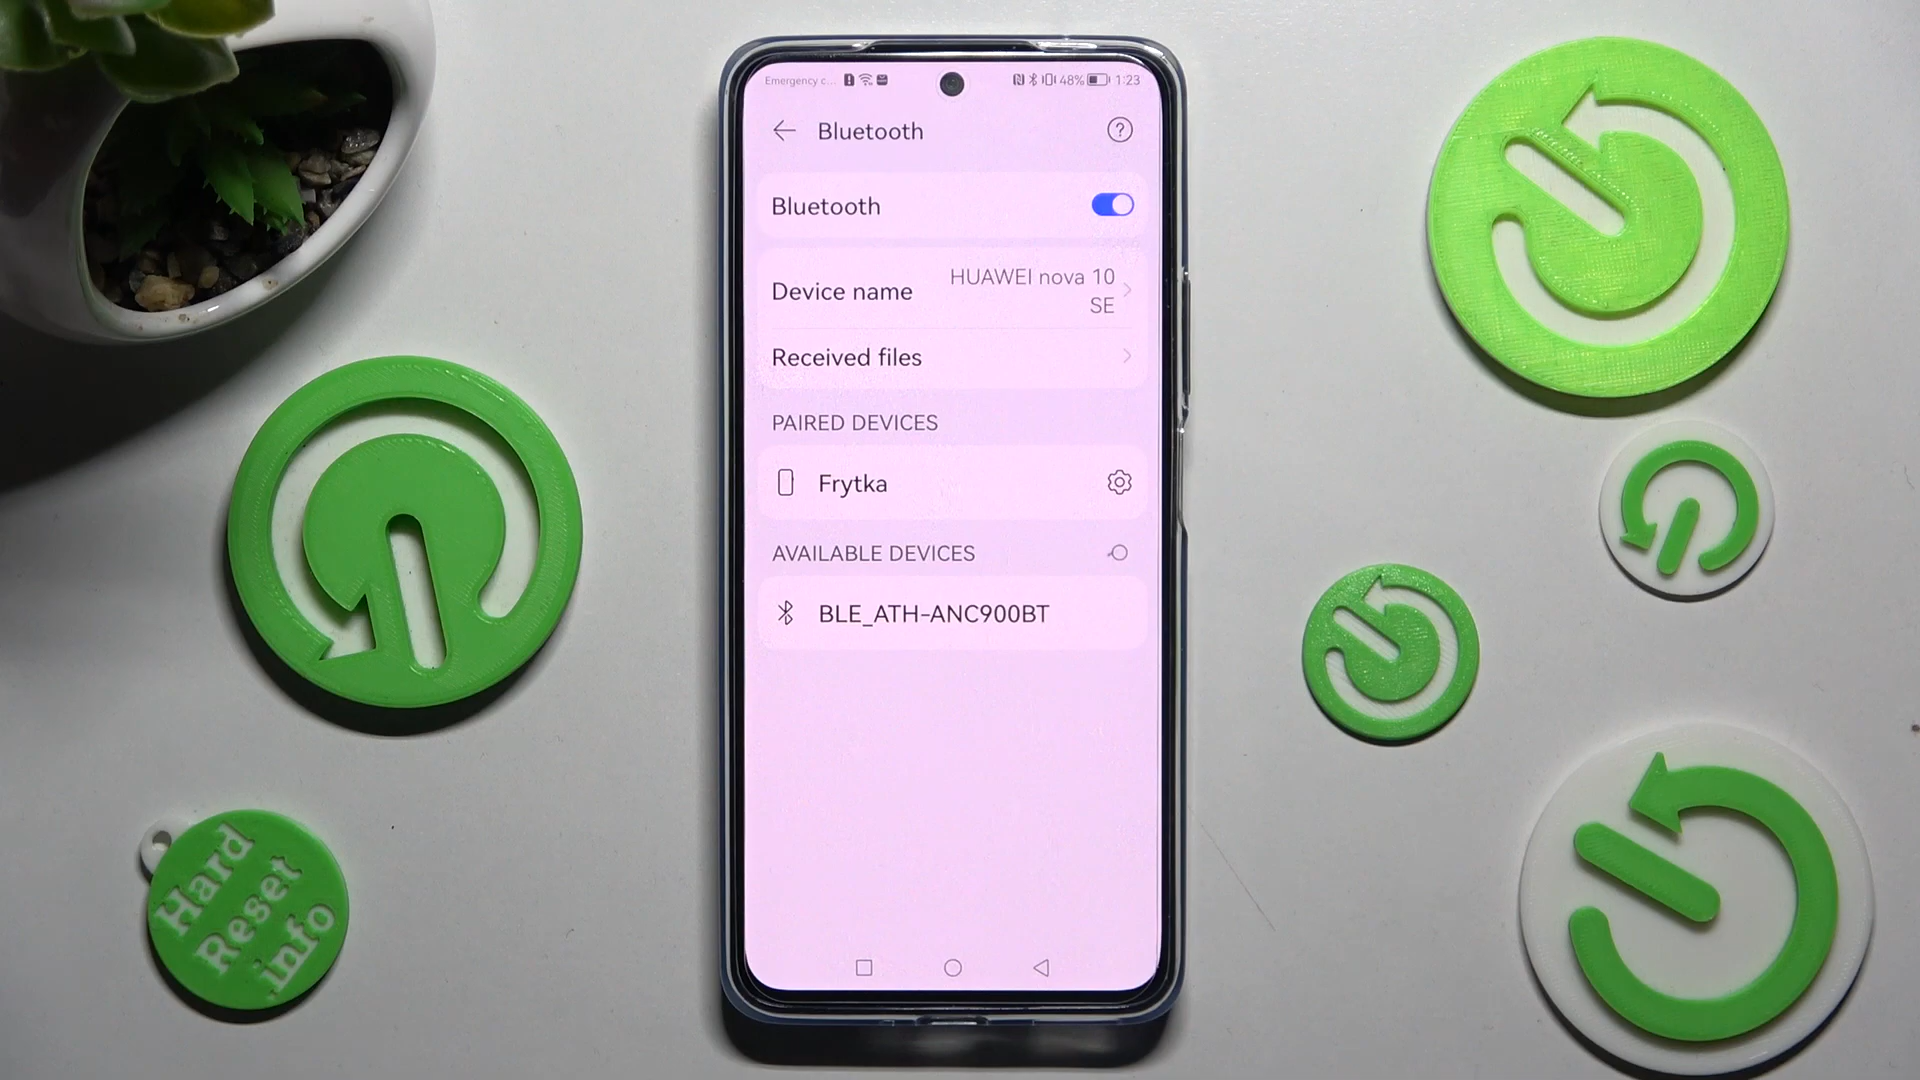 Emergency c... 48% 1:23
Bluetooth
Bluetooth
Device name
HUAWEI nova 10
SE
Received files
PAIRED DEVICES
Frytka
AVAILABLE DEVICES
BLE_ATH-ANC900BT
Hard
Reset
.info